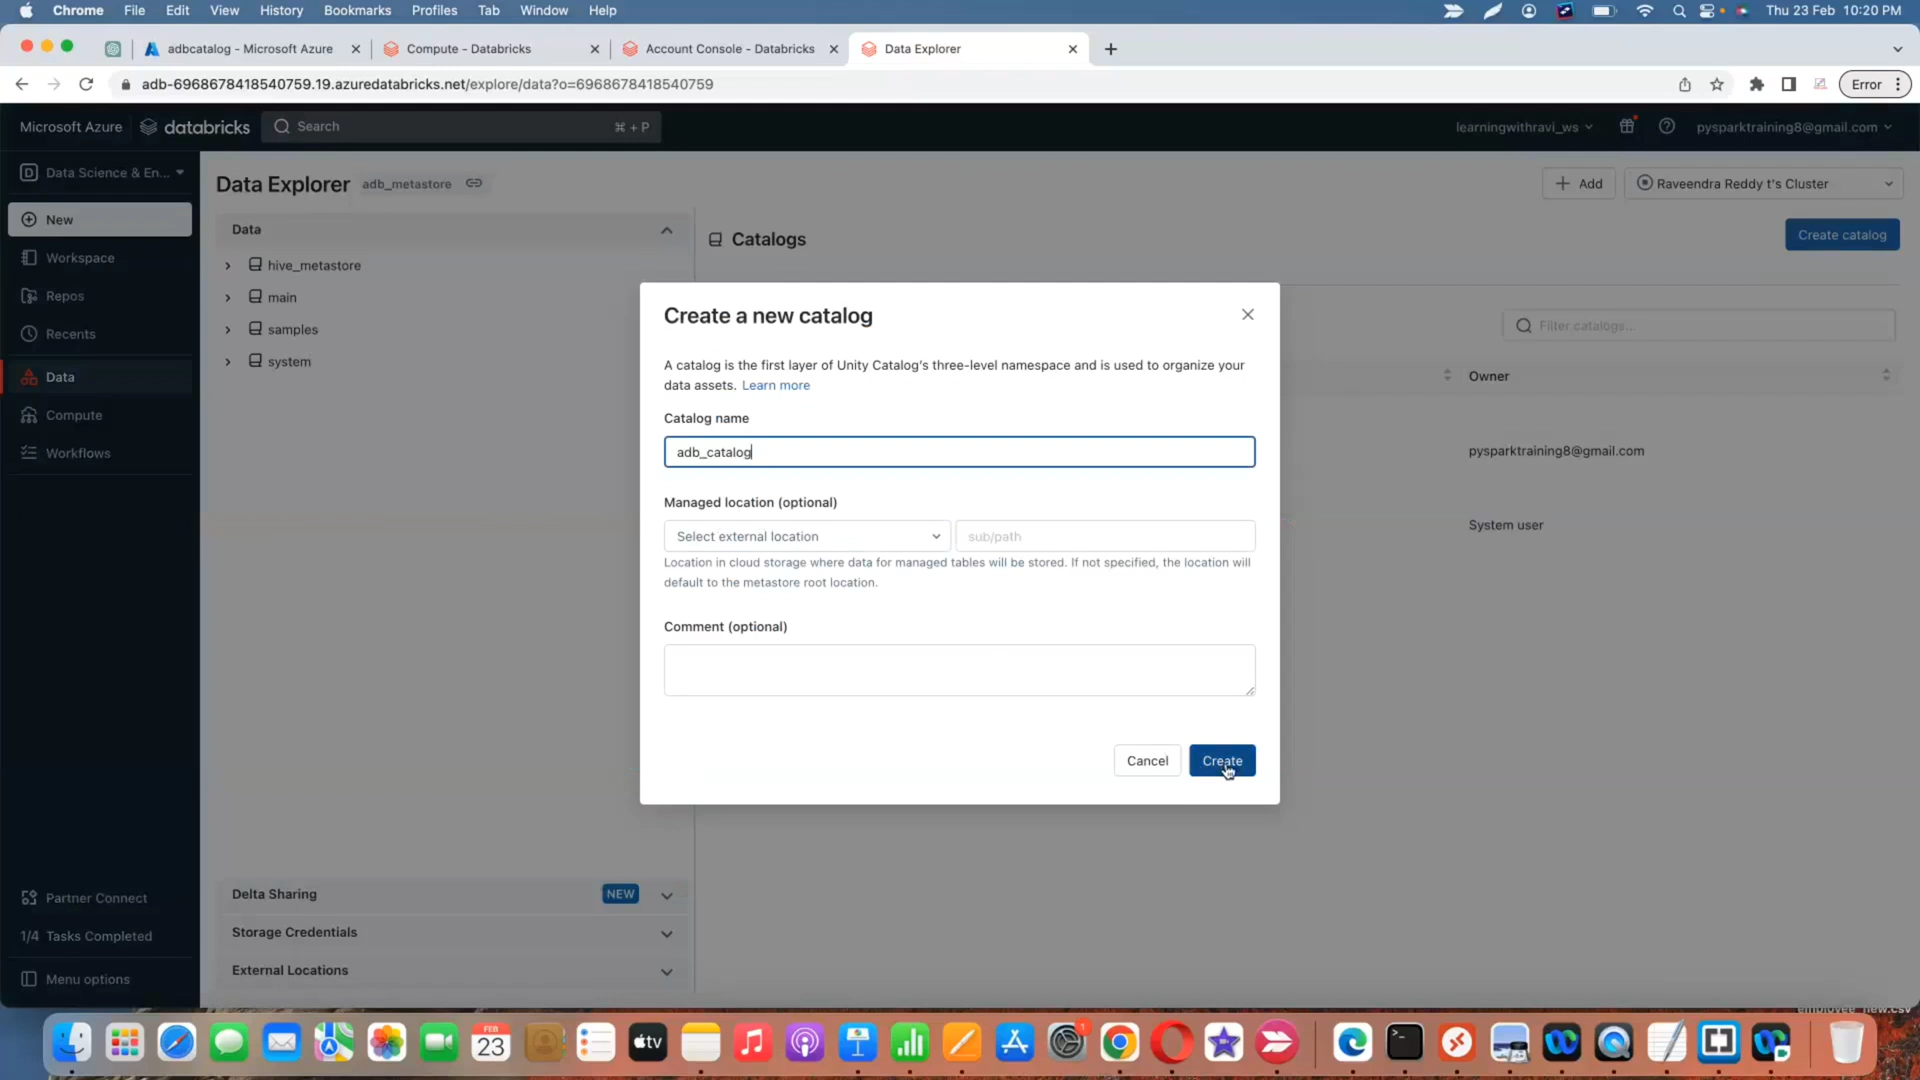 Chrome File Edit View History Bookmarks Profiles Tab Window Help Thu 23 Feb 10:20 PM
adbcatalog - Microsoft Azure Compute - Databricks Account Console - Databricks Data Explorer
adb-6968678418540759.19.azuredatabricks.net/explore/data?o=6968678418540759 Error
Microsoft Azure databricks Search ⌘ + P learningwithravi_ws pysparktraining8@gmail.com
D Data Science & En...
New
Workspace
Repos
Recents
Data
Compute
Workflows
Partner Connect
1/4 Tasks Completed
Menu options
Data Explorer adb_metastore
+ Add Raveendra Reddy t's Cluster
Data
hive_metastore
main
samples
system
Delta Sharing NEW
Storage Credentials
External Locations
Catalogs Create catalog
Filter catalogs...
Owner
pysparktraining8@gmail.com
System user
Create a new catalog
A catalog is the first layer of Unity Catalog's three-level namespace and is used to organize your
data assets. Learn more
Catalog name
adb_catalog
Managed location (optional)
Select external location sub/path
Location in cloud storage where data for managed tables will be stored. If not specified, the location will
default to the metastore root location.
Comment (optional)
Cancel Create
employee_new.csv
FEB
23
tv
1